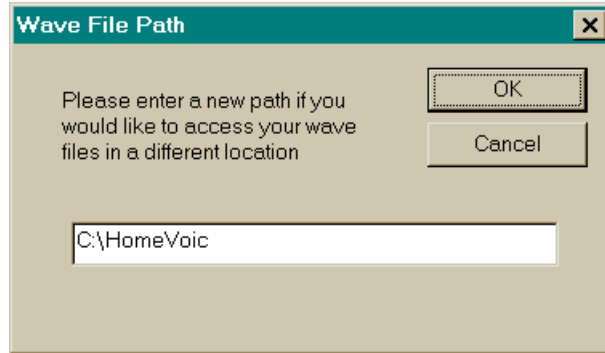 Wave File Path
Please enter a new path if you
would like to access your wave
files in a different location
OK
Cancel
C:\HomeVoic